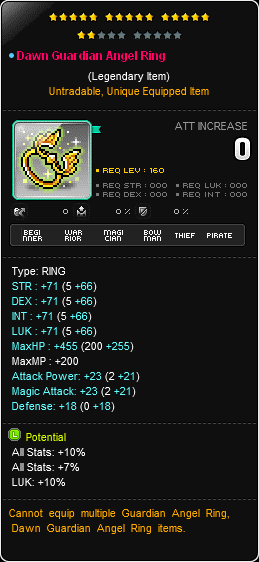 Dawn Guardian Angel Ring
(Legendary Item)
Untradable, Unique Equipped Item
ATT INCREASE
0
REQ LEV : 160
REQ STR : 000 REQ LUK : 000
REQ DEX : 000 REQ INT : 000
0 0 % 0 %
BEGINNER WARRIOR MAGICIAN BOWMAN THIEF PIRATE
Type: RING
STR : +71 (5 +66)
DEX : +71 (5 +66)
INT : +71 (5 +66)
LUK : +71 (5 +66)
MaxHP : +455 (200 +255)
MaxMP : +200
Attack Power: +23 (2 +21)
Magic Attack: +23 (2 +21)
Defense: +18 (0 +18)
L Potential
All Stats: +10%
All Stats: +7%
LUK: +10%
Cannot equip multiple Guardian Angel Ring,
Dawn Guardian Angel Ring items.